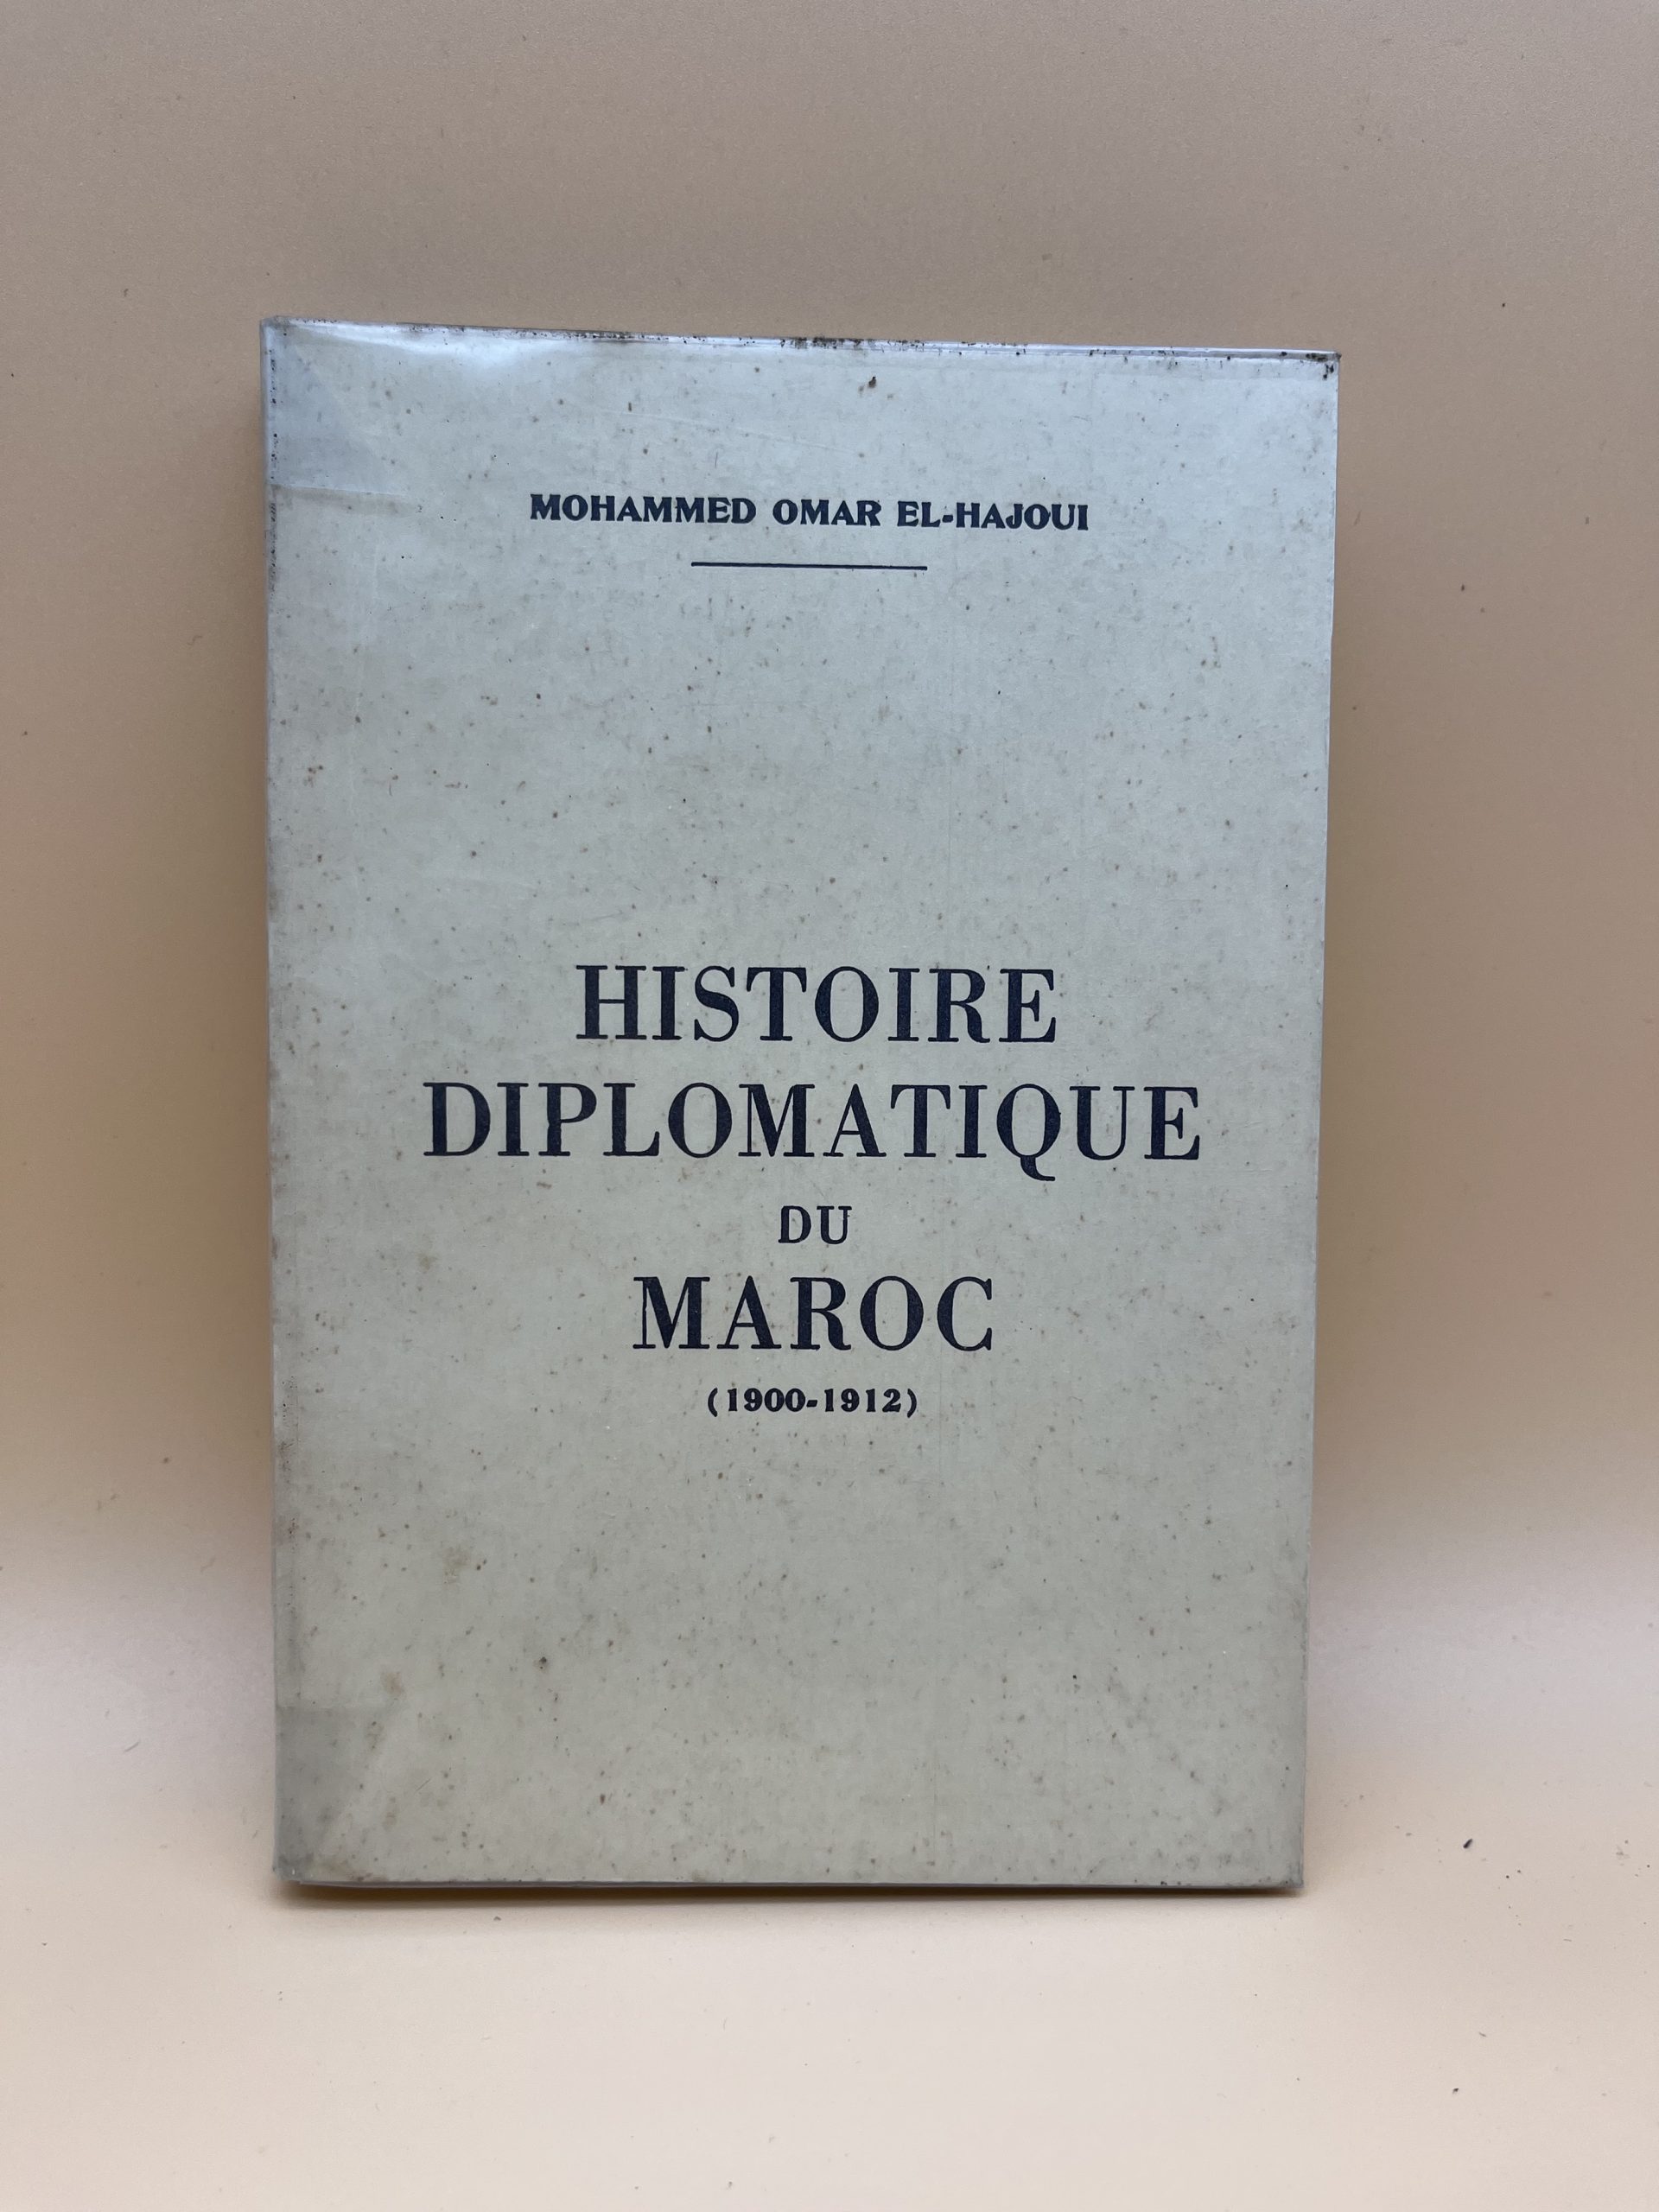 MOHAMMED OMAR EL-HAJOUI
HISTOIRE
DIPLOMATIQUE
DU
MAROC
(1900-1912)